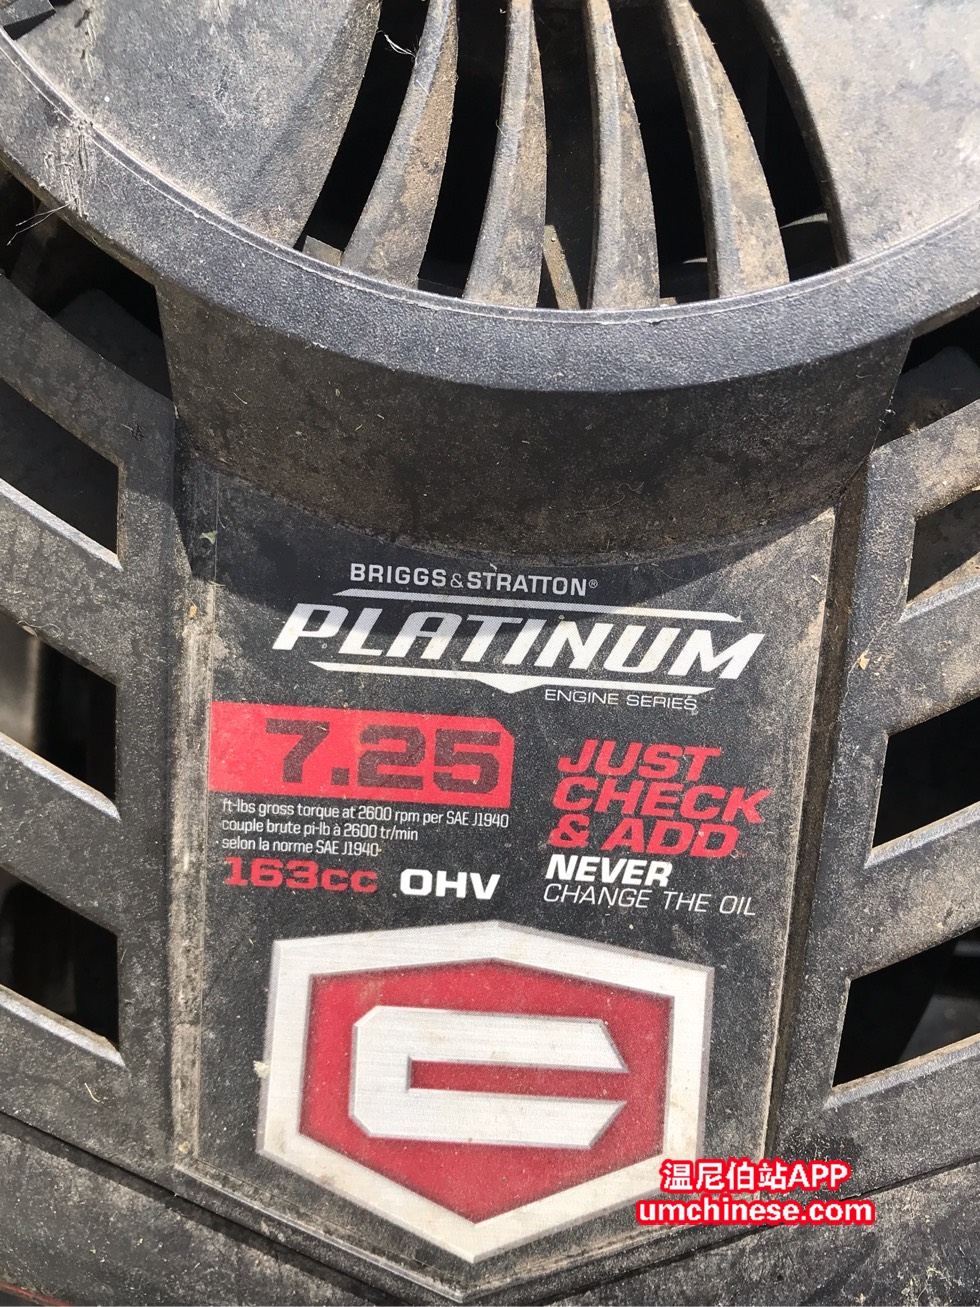 BRIGGS&STRATTON®
PLATINUM
ENGINE SERIES
7.25
ft-lbs gross torque at 2600 rpm per SAE J1940
couple brute pi-lb à 2600 tr/min
selon la norme SAE J1940
163cc OHV
JUST
CHECK
& ADD
NEVER
CHANGE THE OIL
温尼伯站APP
umchinese.com